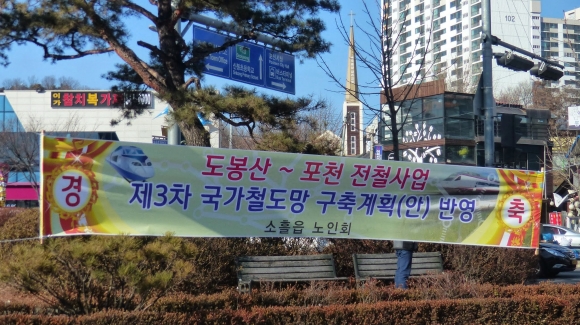 경
도봉산 ~ 포천 전철사업
제3차 국가철도망 구축계획(안) 반영
소흘읍 노인회
축
102